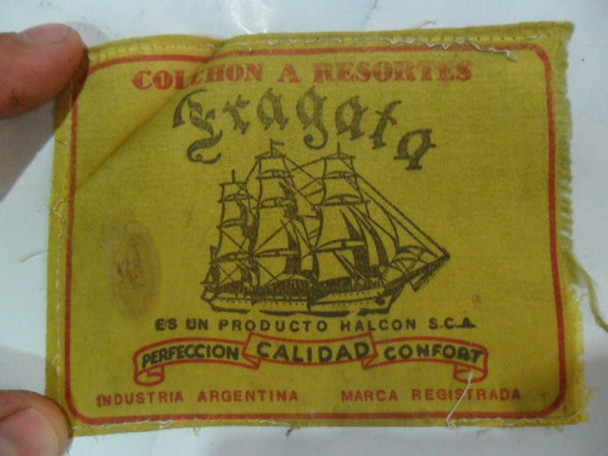 COLCHON A RESORTES
Fragata
ES UN PRODUCTO HALCON S.C.A.
PERFECCION CALIDAD CONFORT
INDUSTRIA ARGENTINA MARCA REGISTRADA